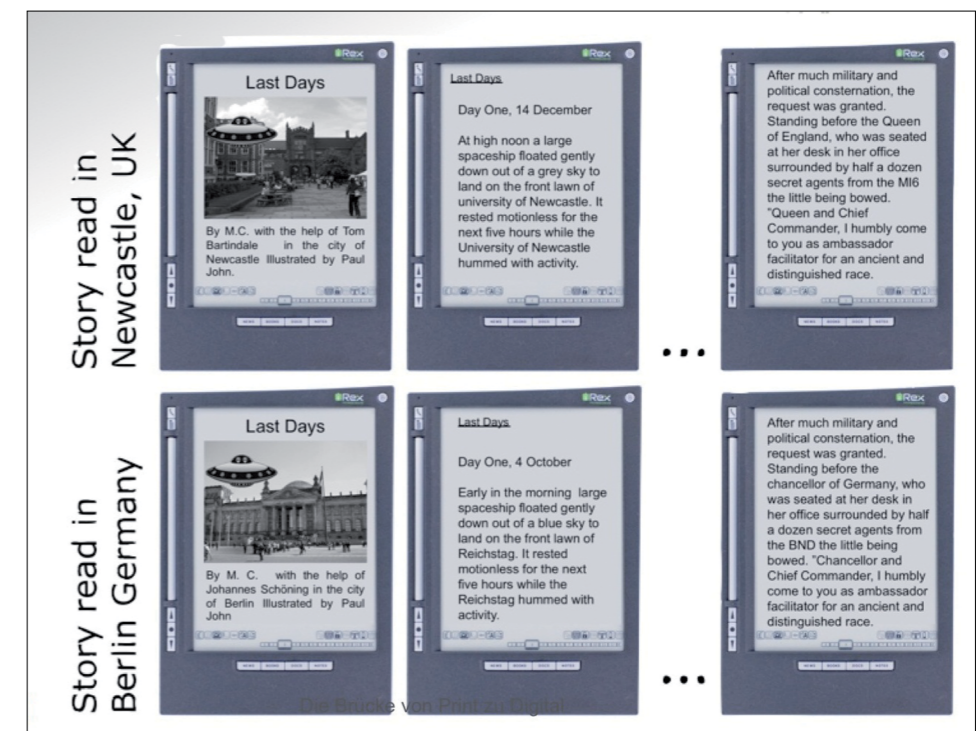 Story read in
Newcastle, UK
iRex
Last Days
By M.C. with the help of Tom
Bartindale in the city of
Newcastle Illustrated by Paul
John.
iRex
Last Days
Day One, 14 December
At high noon a large
spaceship floated gently
down out of a grey sky to
land on the front lawn of
university of Newcastle. It
rested motionless for the
next five hours while the
University of Newcastle
hummed with activity.
...
iRex
After much military and
political consternation, the
request was granted.
Standing before the Queen
of England, who was seated
at her desk in her office
surrounded by half a dozen
secret agents from the MI6
the little being bowed.
"Queen and Chief
Commander, I humbly come
to you as ambassador
facilitator for an ancient and
distinguished race.
Story read in
Berlin Germany
iRex
Last Days
By M. C. with the help of
Johannes Schöning in the city
of Berlin Illustrated by Paul
John
iRex
Last Days
Day One, 4 October
Early in the morning large
spaceship floated gently
down out of a blue sky to
land on the front lawn of
Reichstag. It rested
motionless for the next
five hours while the
Reichstag hummed with
activity.
...
iRex
After much military and
political consternation, the
request was granted.
Standing before the
chancellor of Germany, who
was seated at her desk in
her office surrounded by half
a dozen secret agents from
the BND the little being
bowed. "Chancellor and
Chief Commander, I humbly
come to you as ambassador
facilitator for an ancient and
distinguished race.
Die Brücke von Print zu Digital